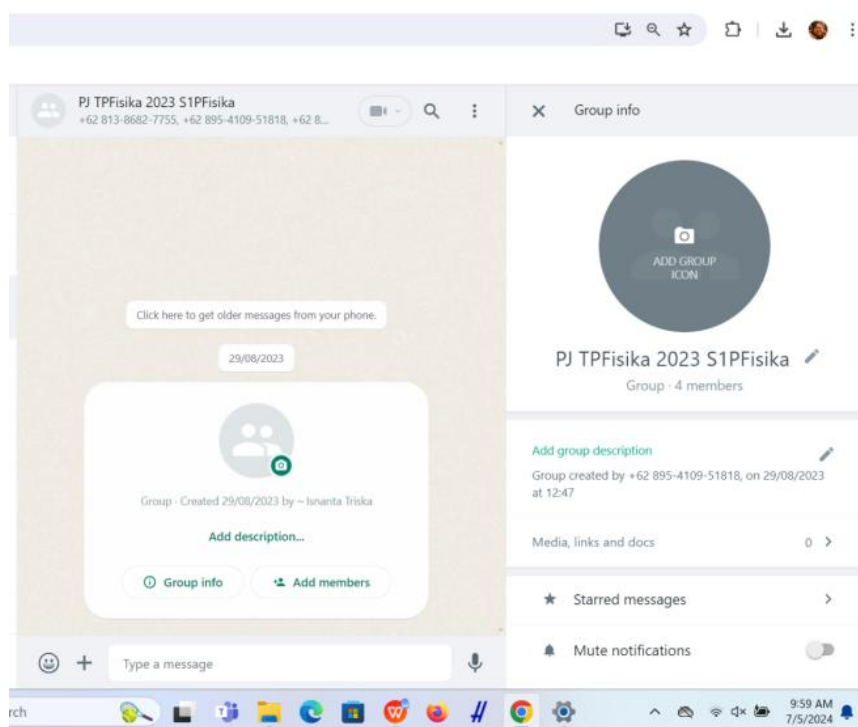 PJ TPFisika 2023 S1PFisika
+62 813-8682-7755, +62 895-4109-51818, +62 8...
Click here to get older messages from your phone.
29/08/2023
Group · Created 29/08/2023 by ~ Isnanta Triska
Add description...
Group info
Add members
Type a message
Group info
ADD GROUP
ICON
PJ TPFisika 2023 S1PFisika
Group · 4 members
Add group description
Group created by +62 895-4109-51818, on 29/08/2023
at 12:47
Media, links and docs
0
Starred messages
Mute notifications
rch
9:59 AM
7/5/2024